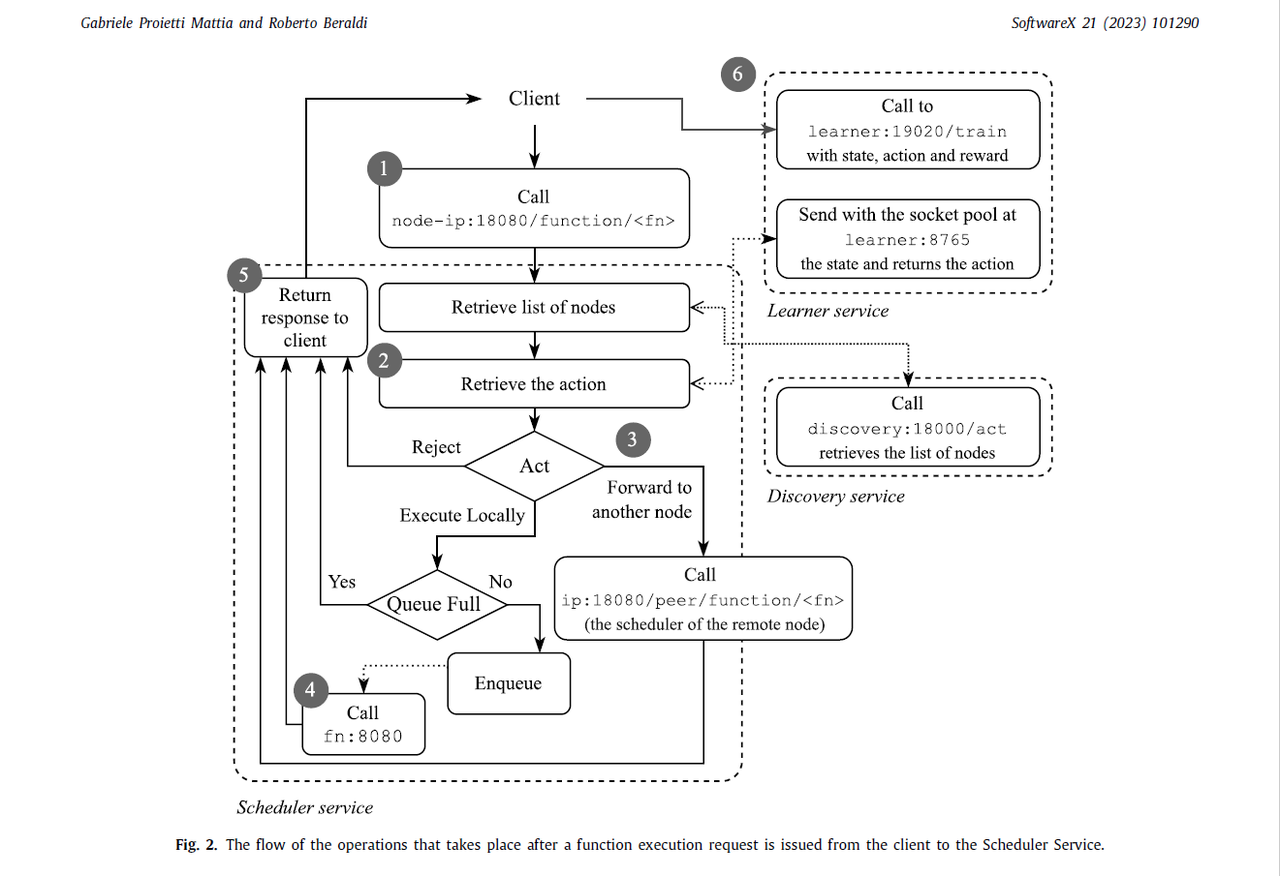 Gabriele Proietti Mattia and Roberto Beraldi
SoftwareX 21 (2023) 101290
6
Client
Call to
learner:19020/train
with state, action and reward
1
Call
node-ip:18080/function/<fn>
Send with the socket pool at
learner:8765
the state and returns the action
Learner service
5
Return
response to
client
Retrieve list of nodes
2
Retrieve the action
Call
discovery:18000/act
retrieves the list of nodes
Discovery service
3
Reject
Act
Forward to
another node
Execute Locally
Yes
No
Queue Full
Call
ip:18080/peer/function/<fn>
(the scheduler of the remote node)
Enqueue
4
Call
fn:8080
Scheduler service
Fig. 2. The flow of the operations that takes place after a function execution request is issued from the client to the Scheduler Service.